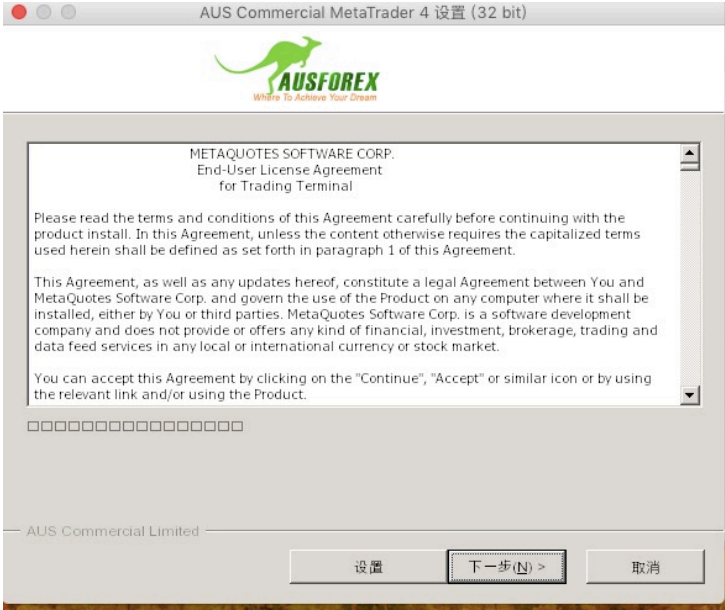 AUS Commercial MetaTrader 4 设置 (32 bit)
AUSFOREX
Where To Achieve Your Dream
METAQUOTES SOFTWARE CORP.
End-User License Agreement
for Trading Terminal
Please read the terms and conditions of this Agreement carefully before continuing with the
product install. In this Agreement, unless the content otherwise requires the capitalized terms
used herein shall be defined as set forth in paragraph 1 of this Agreement.
This Agreement, as well as any updates hereof, constitute a legal Agreement between You and
MetaQuotes Software Corp. and govern the use of the Product on any computer where it shall be
installed, either by You or third parties. MetaQuotes Software Corp. is a software development
company and does not provide or offers any kind of financial, investment, brokerage, trading and
data feed services in any local or international currency or stock market.
You can accept this Agreement by clicking on the "Continue", "Accept" or similar icon or by using
the relevant link and/or using the Product.
AUS Commercial Limited
设置
下一步(N) >
取消